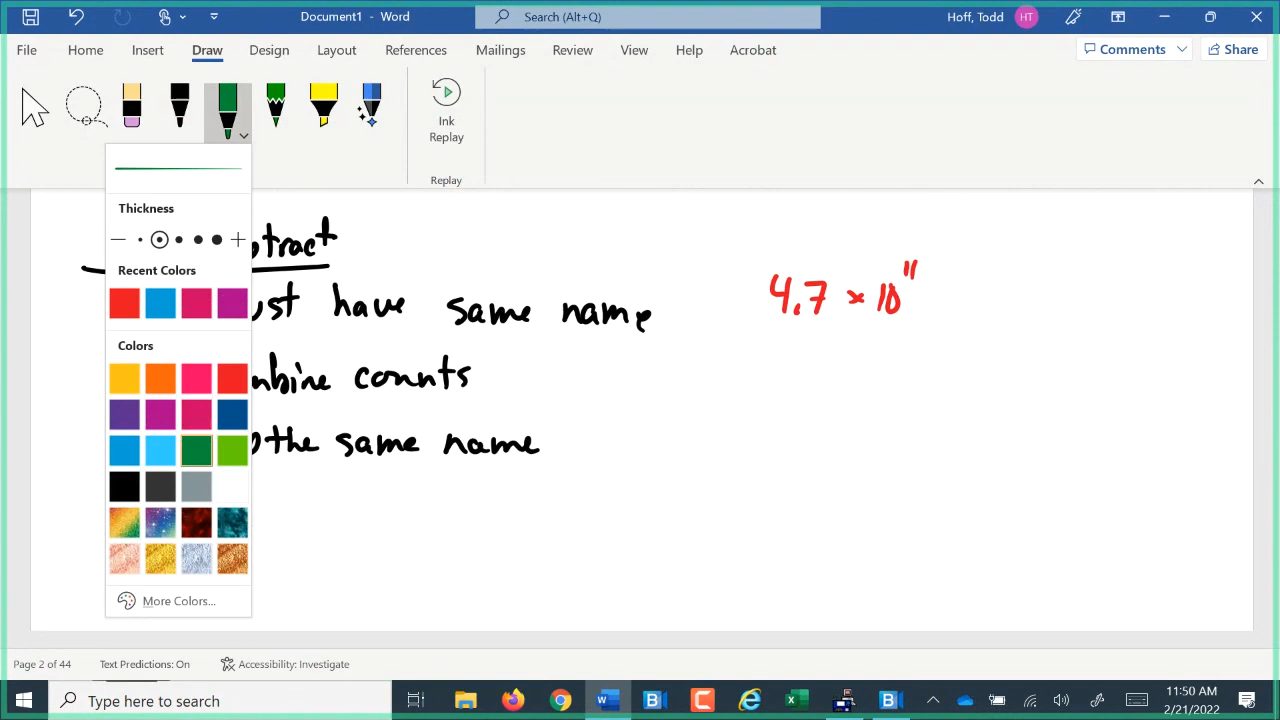 Document1 - Word
Search (Alt+Q)
Hoff, Todd
HT
File Home Insert Draw Design Layout References Mailings Review View Help Acrobat
Comments
Share
Ink
Replay
Replay
Thickness
Recent Colors
Colors
More Colors...
tract
ust have same name
4.7 × 10^11
mbine counts
the same name
Page 2 of 44
Text Predictions: On
Accessibility: Investigate
Type here to search
11:50 AM
2/21/2022